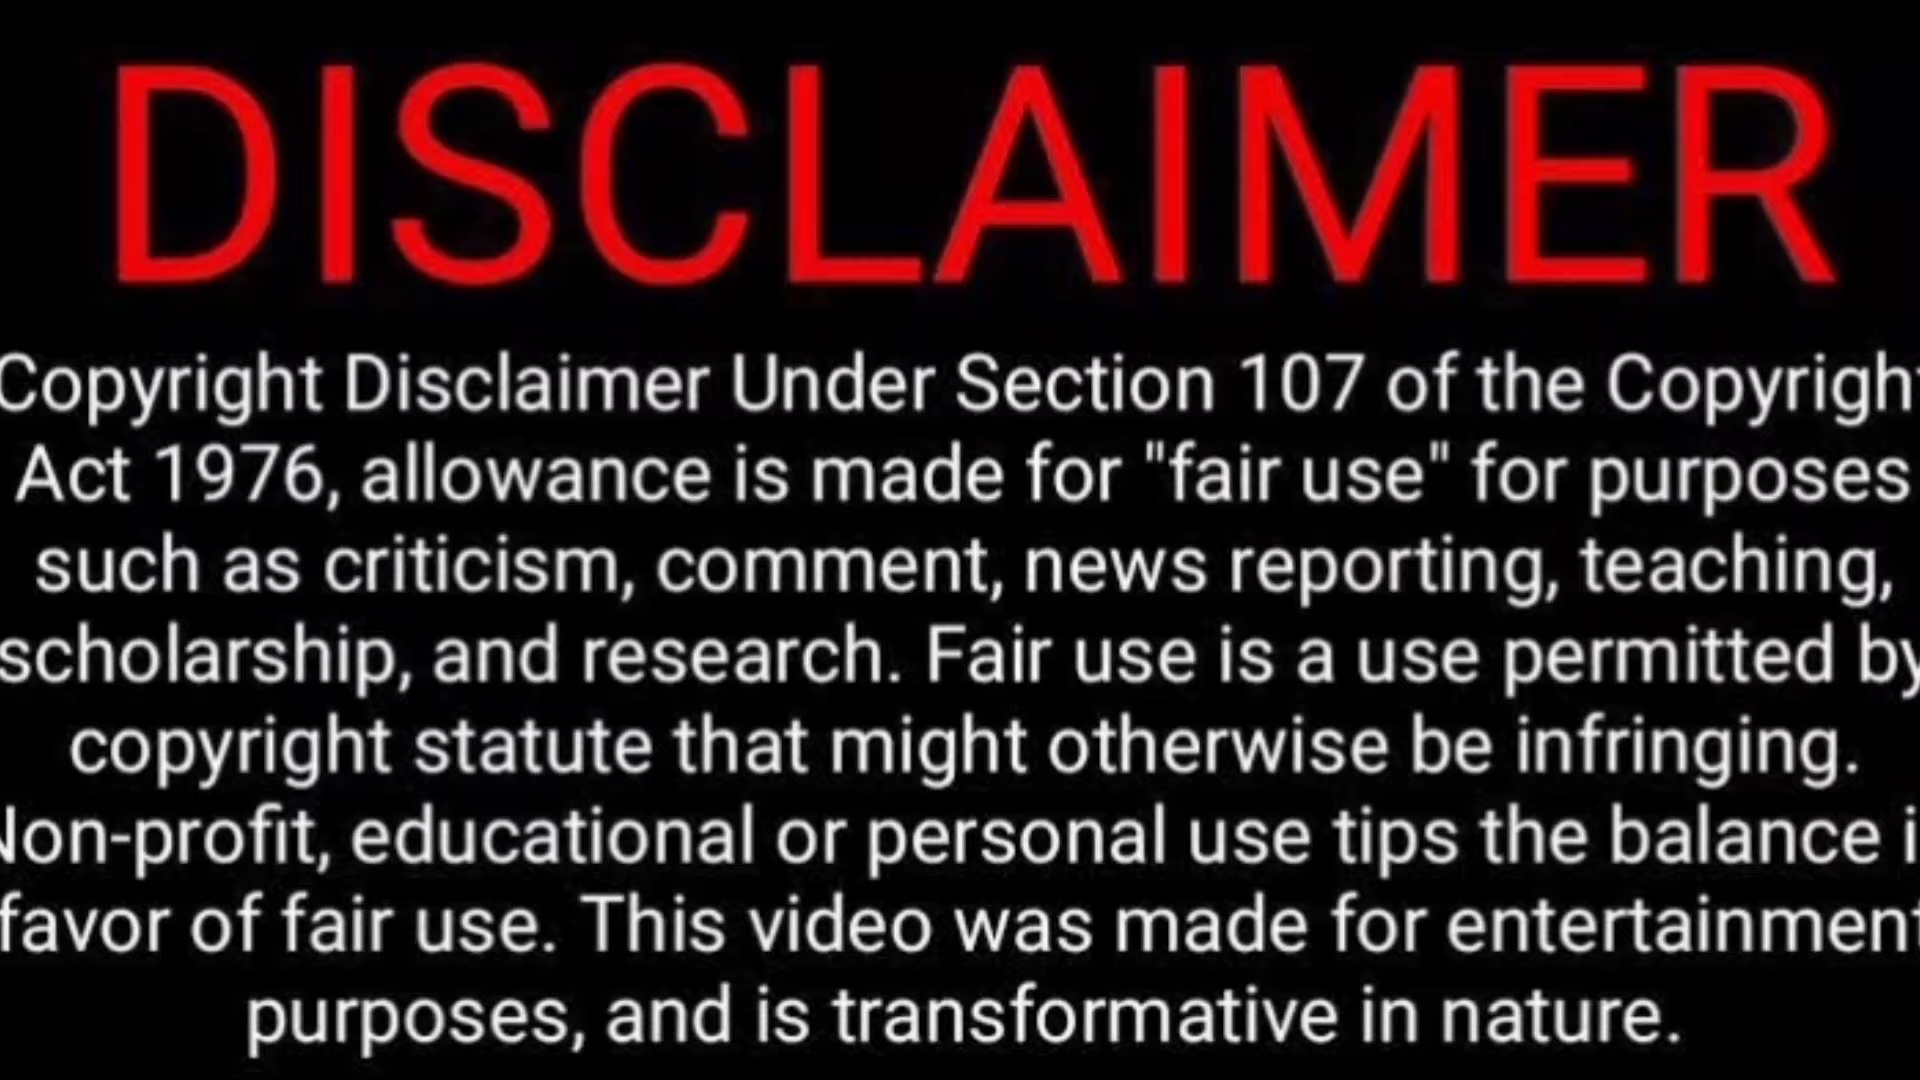 DISCLAIMER
Copyright Disclaimer Under Section 107 of the Copyright
Act 1976, allowance is made for "fair use" for purposes
such as criticism, comment, news reporting, teaching,
scholarship, and research. Fair use is a use permitted by
copyright statute that might otherwise be infringing.
Non-profit, educational or personal use tips the balance i
favor of fair use. This video was made for entertainment
purposes, and is transformative in nature.